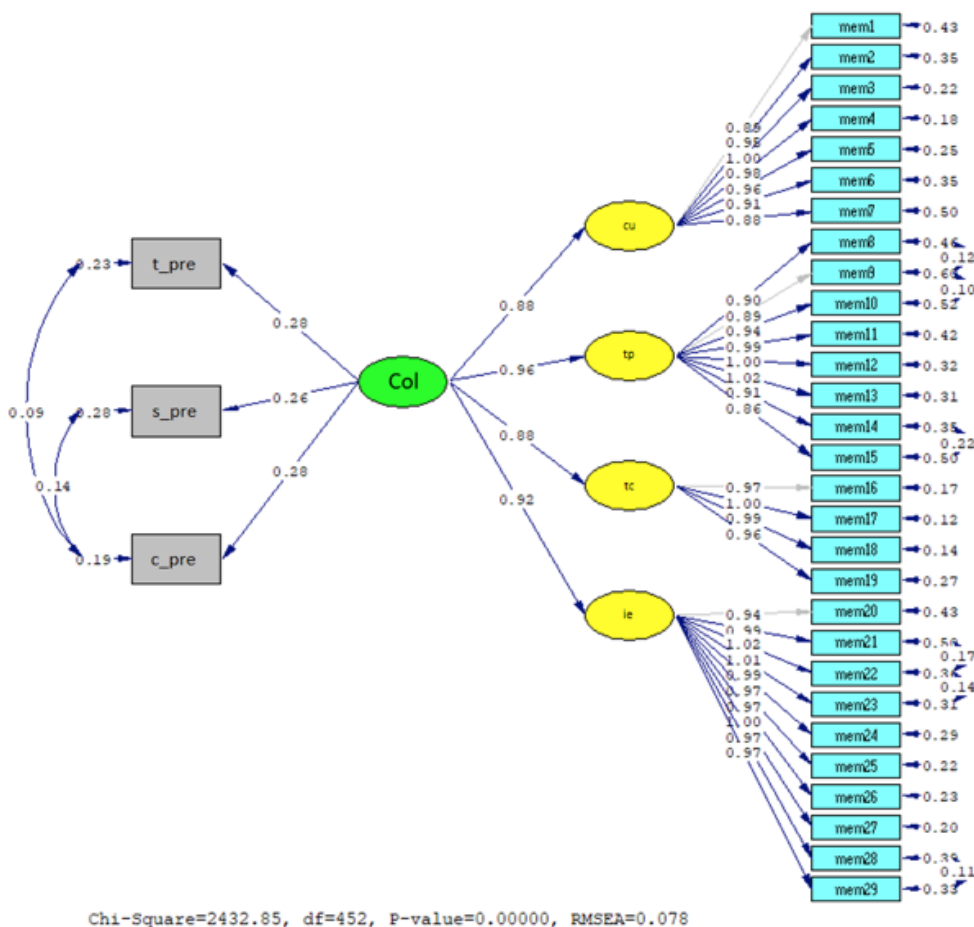 mem1 0.43
mem2 0.35
mem3 0.22
mem4 0.18
mem5 0.25
mem6 0.35
mem7 0.50
mem8 0.46
0.12
mem9
0.10
mem10 0.52
mem11 0.42
mem12 0.32
mem13 0.31
mem14 0.35
0.22
mem15 0.50
mem16 0.17
mem17 0.12
mem18 0.14
mem19 0.27
mem20 0.43
mem21
0.17
mem22 0.36
0.14
mem23 0.31
mem24 0.29
mem25 0.22
mem26 0.23
mem27 0.20
mem28 0.39
0.11
mem29 0.33
1.00
0.98
0.96
0.91
0.88
cu
0.90
0.89
0.94
0.99
1.00
1.02
0.91
0.86
tp
0.97
1.00
0.99
0.96
tc
0.94
0.99
1.02
1.01
0.99
0.97
0.97
1.00
0.97
0.97
ie
0.88
0.96
0.88
0.92
Col
0.28
0.26
0.28
0.23 t_pre
0.28 s_pre
0.19 c_pre
0.09
0.14
Chi-Square=2432.85, df=452, P-value=0.00000, RMSEA=0.078